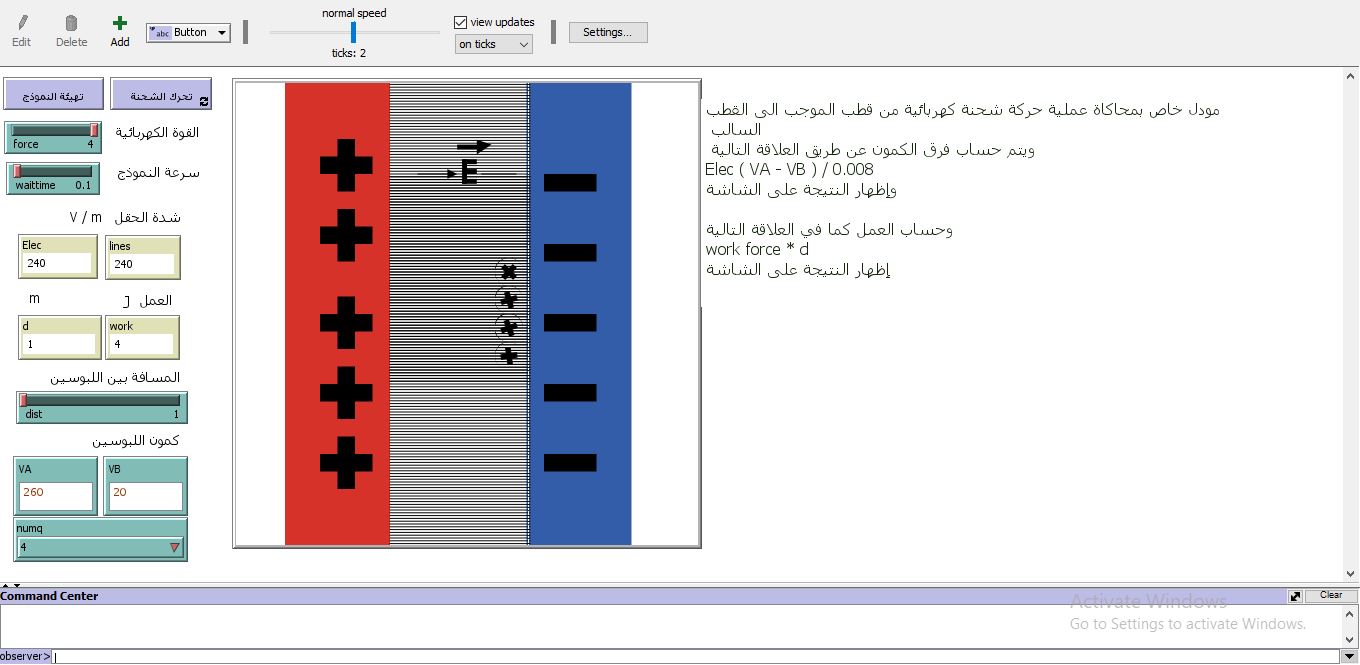 normal speed
Edit Delete Add abc Button
view updates
on ticks
Settings...
ticks: 2
تهيئة النموذج تحرك الشحنة
force 4 القوة الكهربائية
waittime 0.1 سرعة النموذج
شدة الحقل V / m
Elec lines
240 240
m العمل J
d work
1 4
المسافة بين اللبوسين
dist 1
كمون اللبوسين
VA VB
260 20
numq
4
E
مودل خاص بمحاكاة عملية حركة شحنة كهربائية من قطب الموجب الى القطب
السالب
ويتم حساب فرق الكمون عن طريق العلاقة التالية
Elec ( VA - VB ) / 0.008
وإظهار النتيجة على الشاشة
وحساب العمل كما في العلاقة التالية
work force * d
إظهار النتيجة على الشاشة
Command Center
Clear
Activate Windows
Go to Settings to activate Windows.
observer>